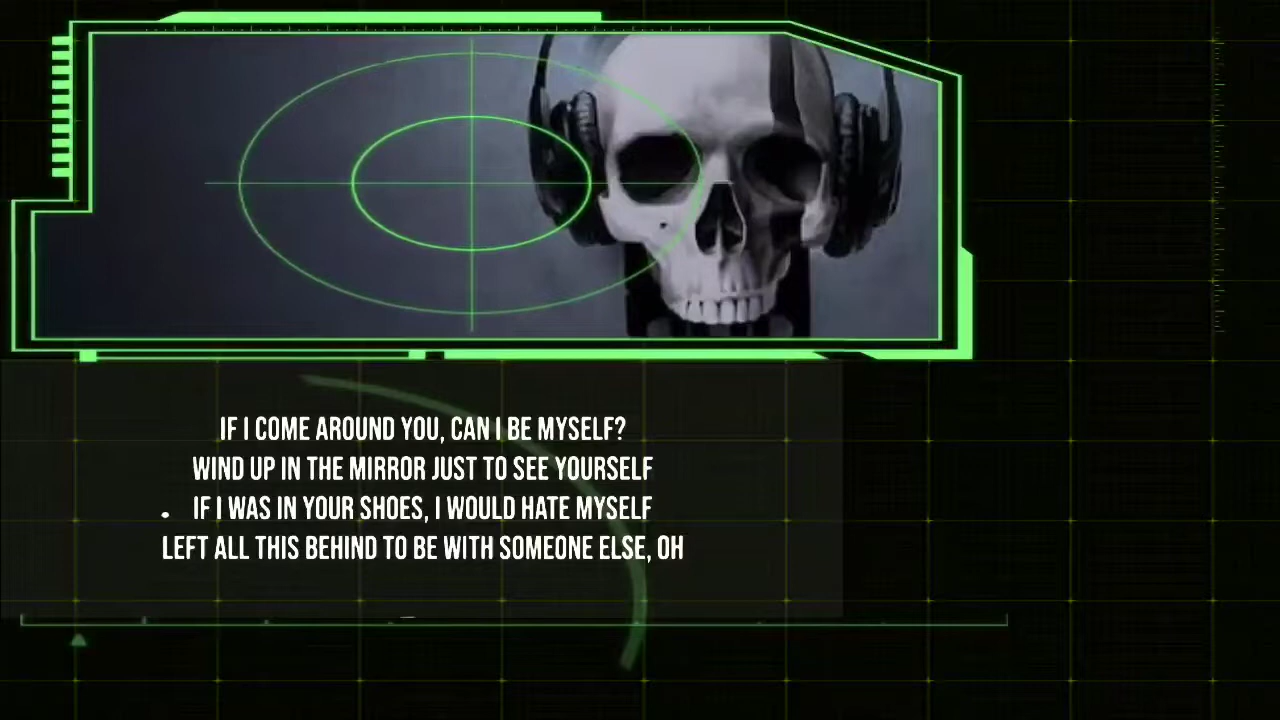 IF I COME AROUND YOU, CAN I BE MYSELF?
WIND UP IN THE MIRROR JUST TO SEE YOURSELF
IF I WAS IN YOUR SHOES, I WOULD HATE MYSELF
LEFT ALL THIS BEHIND TO BE WITH SOMEONE ELSE, OH